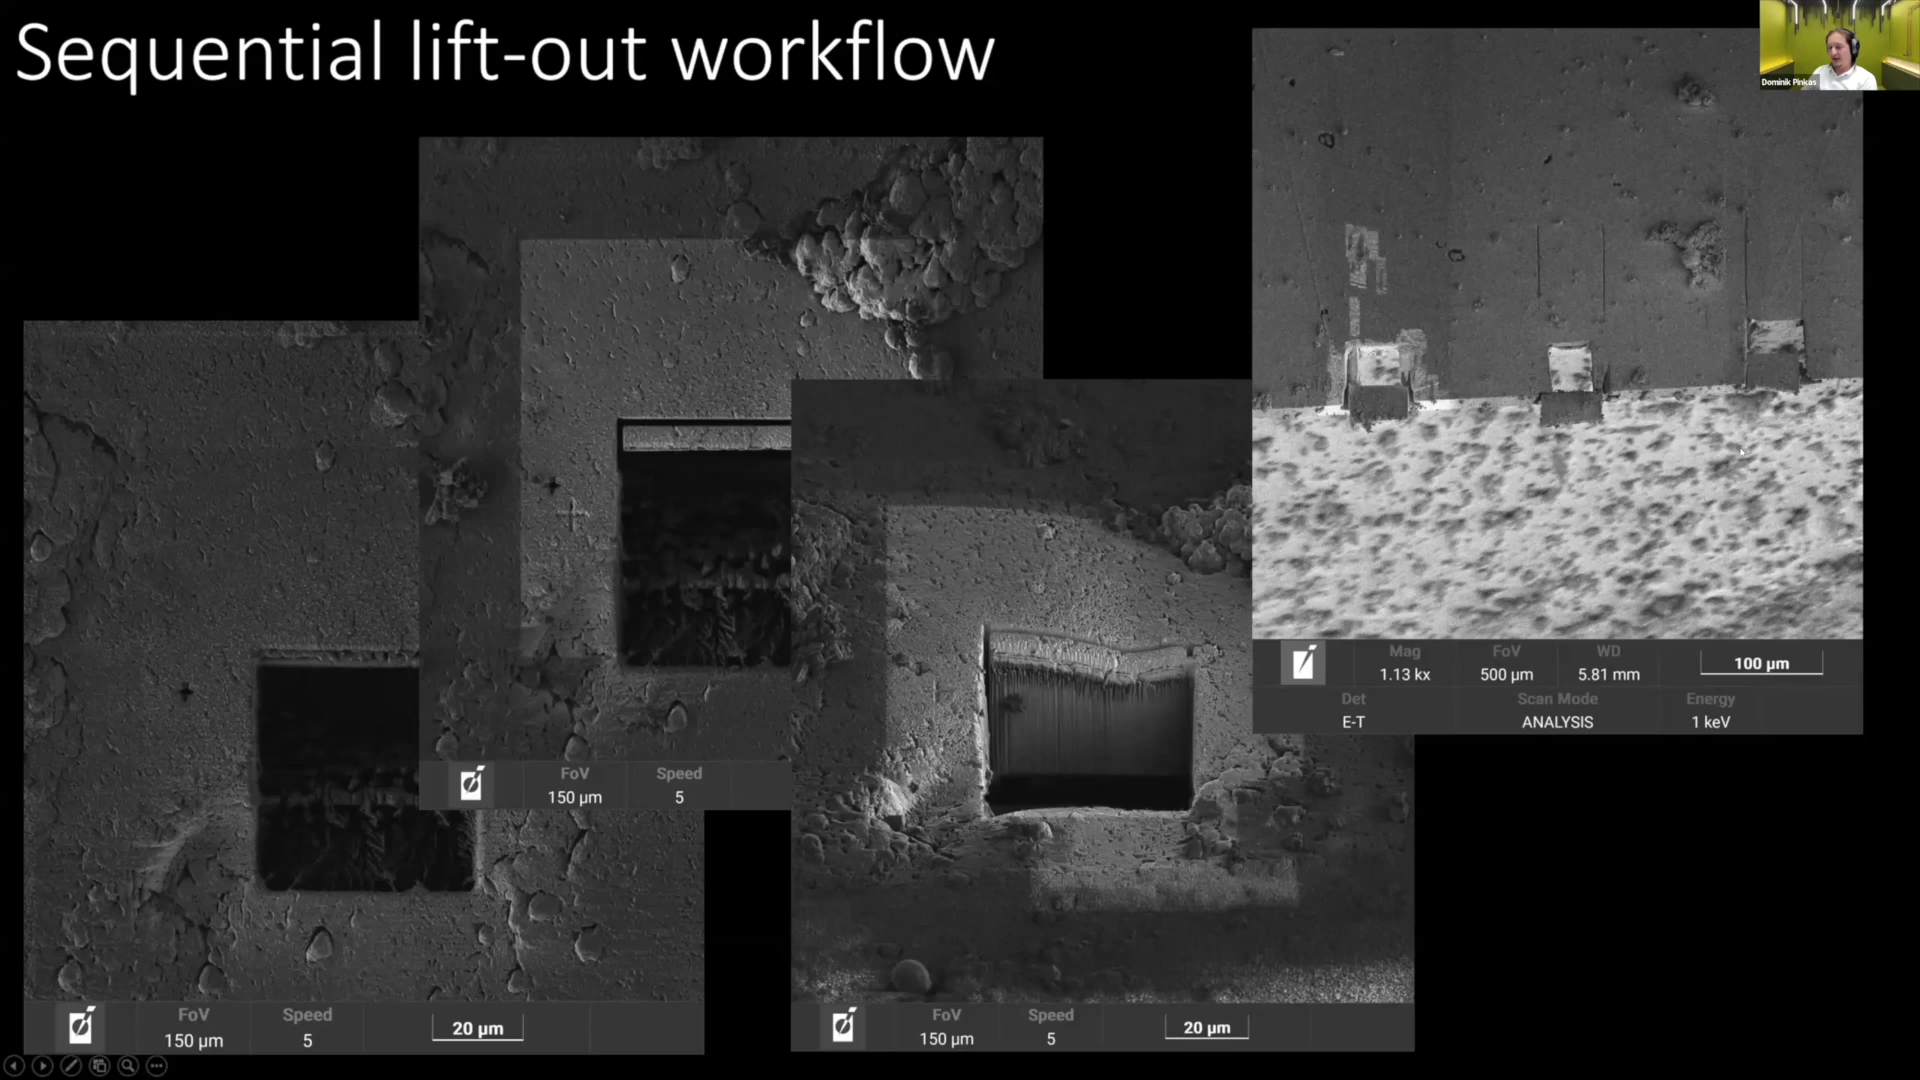 Sequential lift-out workflow
Dominik Pinkas
Mag FoV WD
1.13 kx 500 µm 5.81 mm 100 µm
Det Scan Mode Energy
E-T ANALYSIS 1 keV
FoV Speed
150 µm 5
FoV Speed
150 µm 5 20 µm
FoV Speed
150 µm 5 20 µm